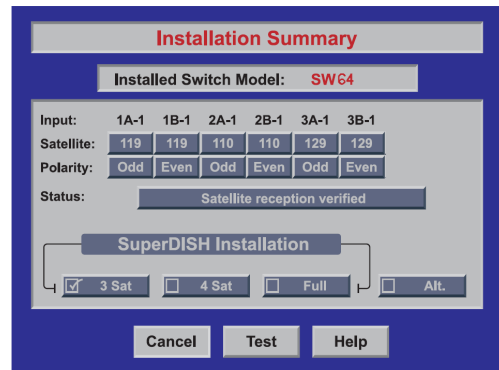 Installation Summary
Installed Switch Model: SW64
Input: 1A-1 1B-1 2A-1 2B-1 3A-1 3B-1
Satellite: 119 119 110 110 129 129
Polarity: Odd Even Odd Even Odd Even
Status: Satellite reception verified
SuperDISH Installation
3 Sat 4 Sat Full Alt.
Cancel Test Help